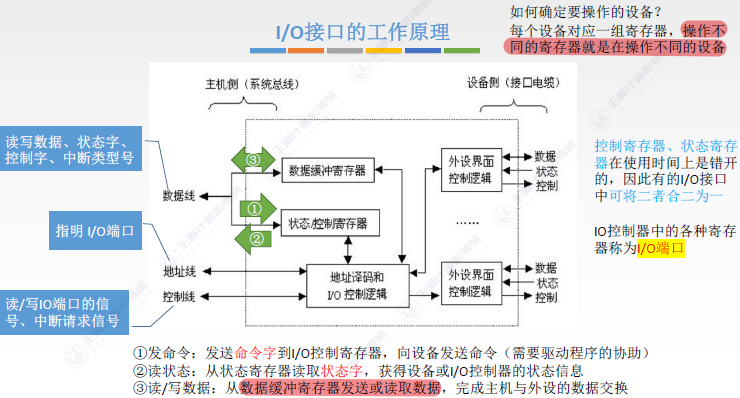 I/O接口的工作原理
如何确定要操作的设备？
每个设备对应一组寄存器，操作不
同的寄存器就是在操作不同的设备
主机侧（系统总线）
设备侧（接口电缆）
读写数据、状态字、
控制字、中断类型号
指明 I/O端口
读/写IO端口的信
号、中断请求信号
数据线
地址线
控制线
③
①
②
数据缓冲寄存器
状态/控制寄存器
地址译码和
I/O 控制逻辑
外设界面
控制逻辑
数据
状态
控制
……
外设界面
控制逻辑
数据
状态
控制
控制寄存器、状态寄存
器在使用时间上是错开
的，因此有的I/O接口
中可将二者合二为一
IO控制器中的各种寄存
器称为I/O端口
①发命令：发送命令字到I/O控制寄存器，向设备发送命令（需要驱动程序的协助）
②读状态：从状态寄存器读取状态字，获得设备或I/O控制器的状态信息
③读/写数据：从数据缓冲寄存器发送或读取数据，完成主机与外设的数据交换